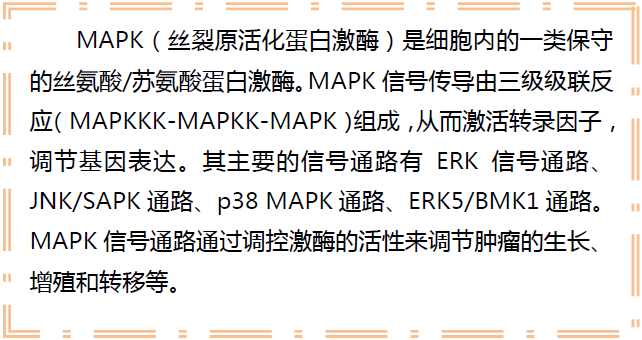 MAPK（丝裂原活化蛋白激酶）是细胞内的一类保守
的丝氨酸/苏氨酸蛋白激酶。MAPK 信号传导由三级级联反
应( MAPKKK-MAPKK-MAPK )组成 ,从而激活转录因子 ,
调节基因表达。其主要的信号通路有 ERK 信号通路、
JNK/SAPK 通路、p38 MAPK 通路、ERK5/BMK1 通路。
MAPK 信号通路通过调控激酶的活性来调节肿瘤的生长、
增殖和转移等。